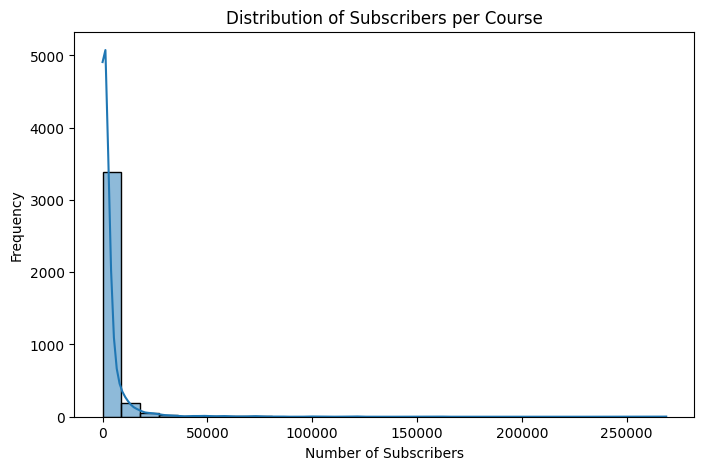 Distribution of Subscribers per Course
Frequency
5000
4000
3000
2000
1000
0
0 50000 100000 150000 200000 250000
Number of Subscribers